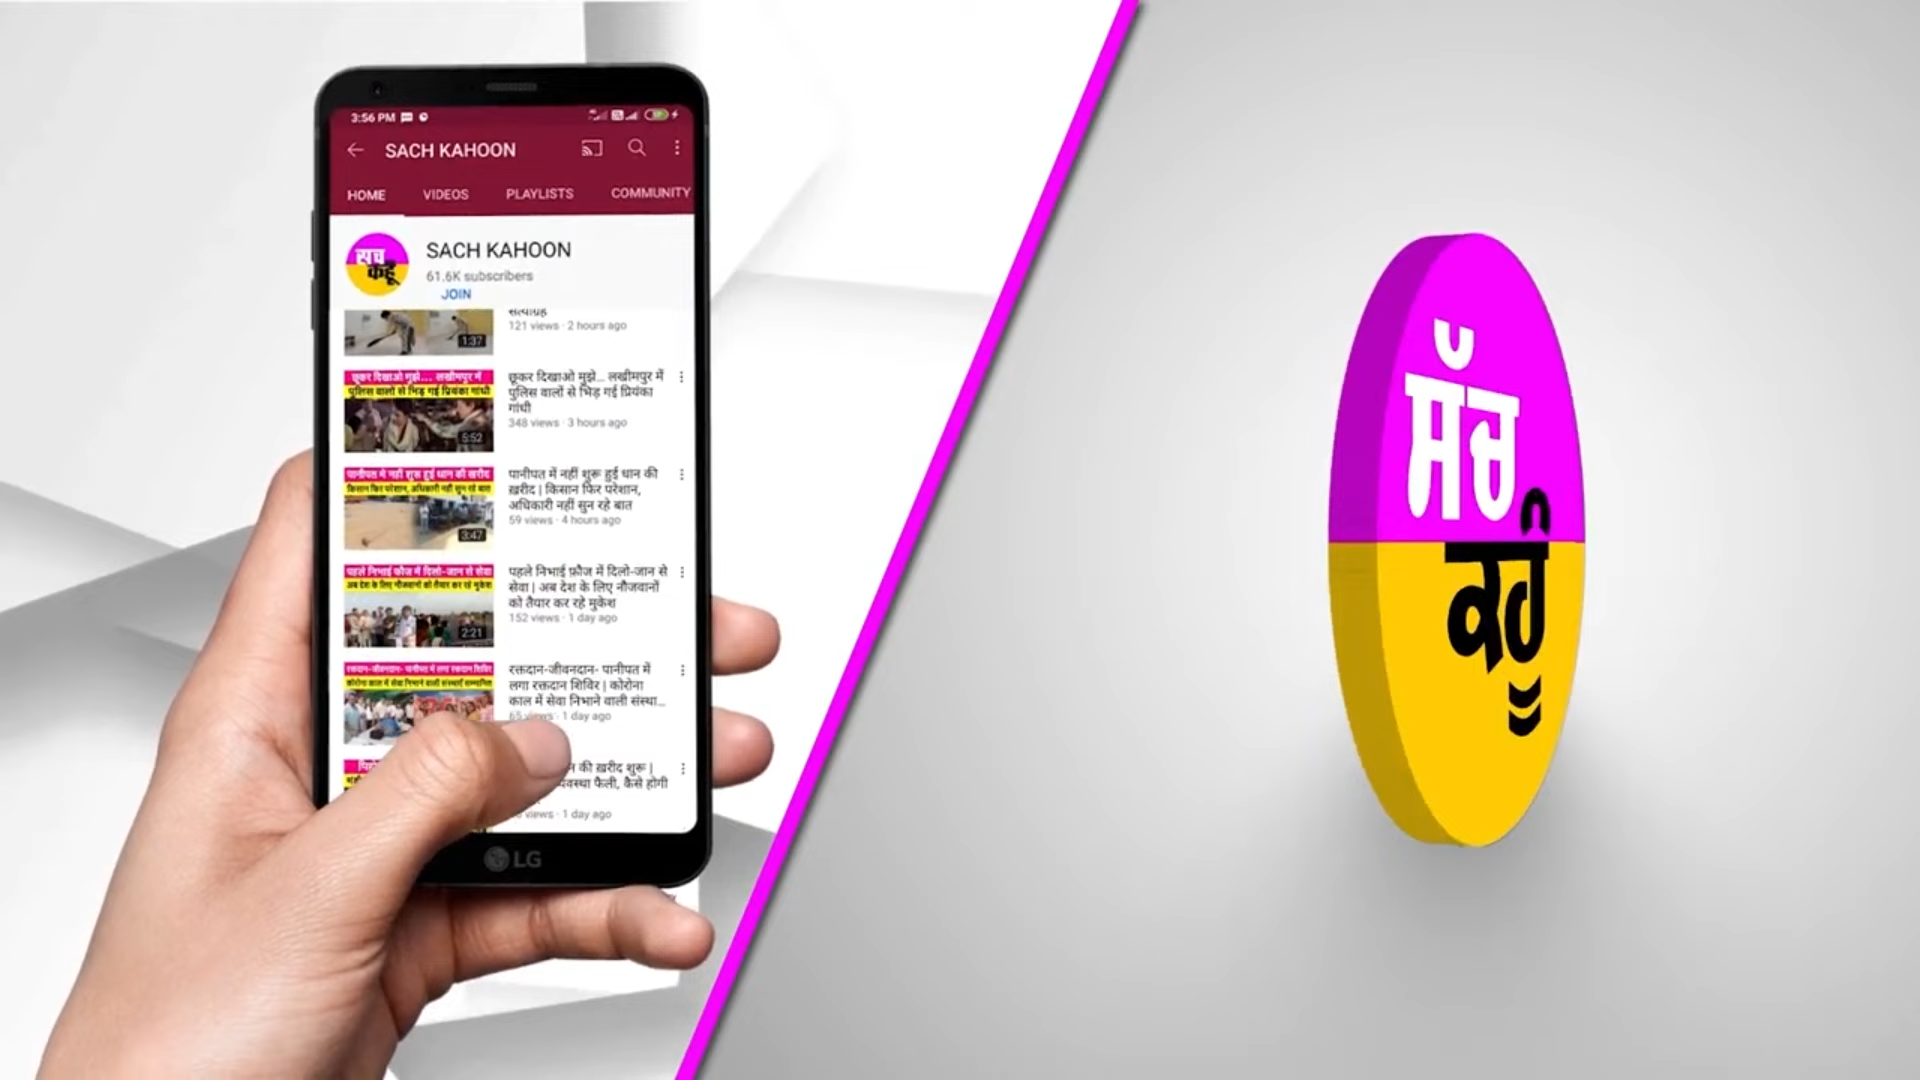 3:56 PM
SACH KAHOON
HOME VIDEOS PLAYLISTS COMMUNITY
सच
कहूँ
SACH KAHOON
61.6K subscribers
JOIN
सत्याग्रह
121 views · 2 hours ago
1:37
छूकर दिखाओ मुझे... लखीमपुर में
पुलिस वालों से भिड़ गई प्रियंका गांधी
5:52
छूकर दिखाओ मुझे... लखीमपुर में
पुलिस वालों से भिड़ गई प्रियंका
गांधी
348 views · 3 hours ago
पानीपत में नहीं शुरू हुई धान की खरीद
किसान फिर परेशान, अधिकारी नहीं सुन रहे बात
3:47
पानीपत में नहीं शुरू हुई धान की
ख़रीद | किसान फिर परेशान,
अधिकारी नहीं सुन रहे बात
59 views · 4 hours ago
पहले निभाई फौज में दिलो-जान से सेवा
अब देश के लिए नौजवानों को तैयार कर रहे मुकेश
2:21
पहले निभाई फ़ौज में दिलो-जान से
सेवा | अब देश के लिए नौजवानों
को तैयार कर रहे मुकेश
152 views · 1 day ago
रक्तदान-जीवनदान- पानीपत में लगा रक्तदान शिविर
कोरोना काल में सेवा निभाने वाली संस्थाएँ सम्मानित
रक्तदान-जीवनदान- पानीपत में
लगा रक्तदान शिविर | कोरोना
काल में सेवा निभाने वाली संस्था...
65 views · 1 day ago
की ख़रीद शुरू |
फैली, कैसे होगी
views · 1 day ago
LG
ਸੱਚ
ਕਹੂੰ